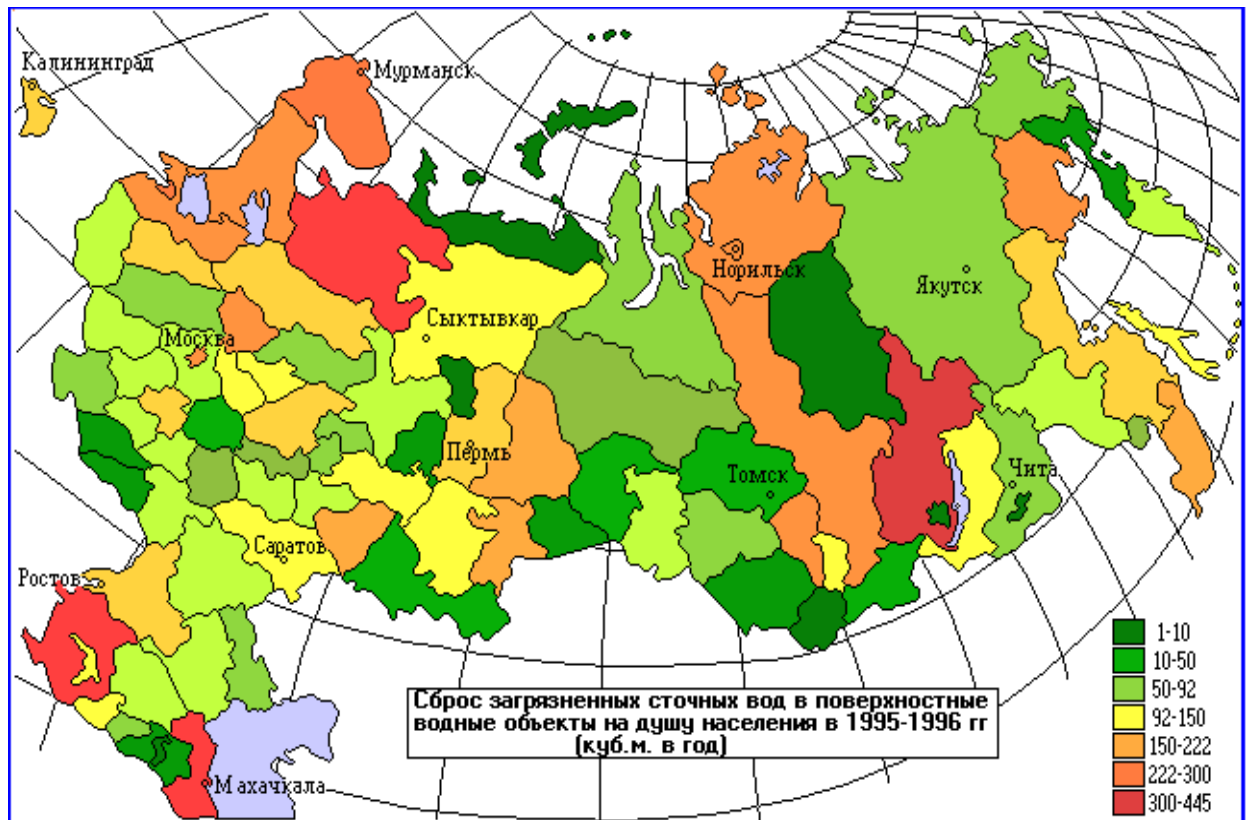 Калининград
Мурманск
Норильск
Якутск
Сыктывкар
Москва
Пермь
Томск
Чита
Саратов
Ростов
Махачкала
Сброс загрязненных сточных вод в поверхностные
водные объекты на душу населения в 1995-1996 гг
(куб.м. в год)
1-10
10-50
50-92
92-150
150-222
222-300
300-445